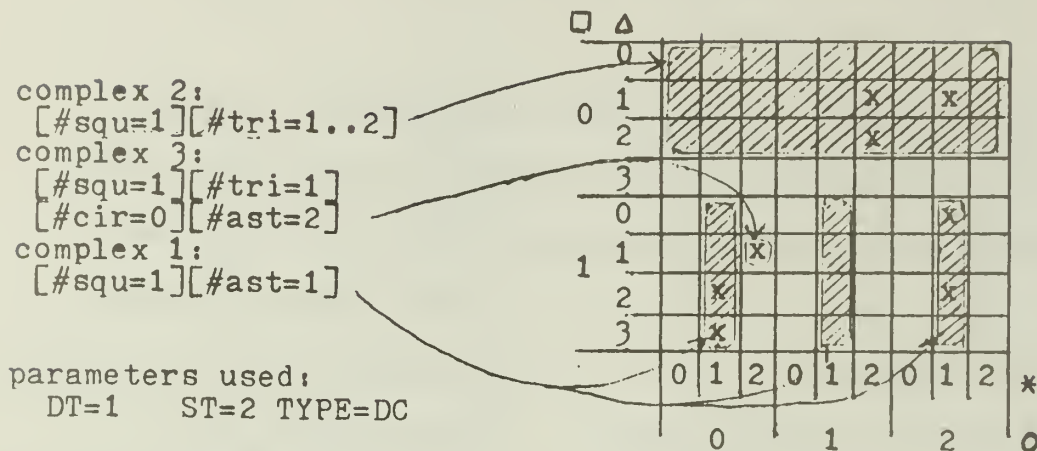 □ Δ
complex 2:
[#squ=1][#tri=1..2]
complex 3:
[#squ=1][#tri=1]
[#cir=0][#ast=2]
complex 1:
[#squ=1][#ast=1]
parameters used:
DT=1 ST=2 TYPE=DC
0
0
1 x x
2 x
3
1
0 x
1 x
2 x x
3 x
0 1 2 0 1 2 0 1 2 *
0 1 2 o